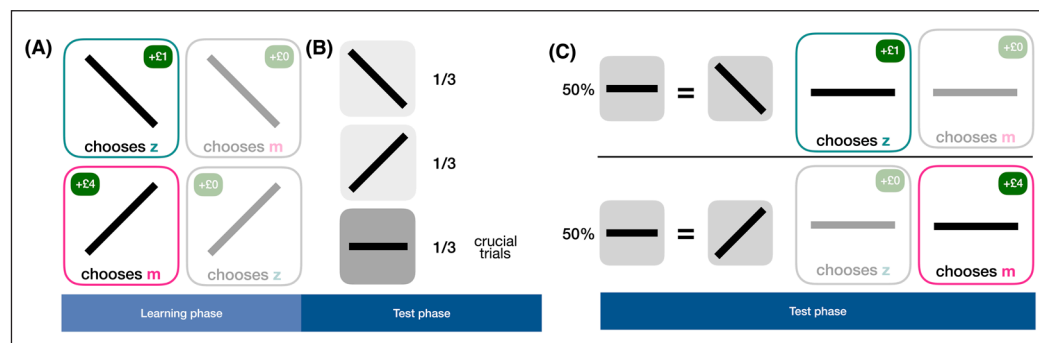 (A)
+£1
chooses z
+£0
chooses m
+£4
chooses m
+£0
chooses z
Learning phase
(B)
1/3
1/3
1/3
crucial
trials
Test phase
(C)
50%
=
+£1
chooses z
+£0
chooses m
50%
=
+£0
chooses z
+£4
chooses m
Test phase